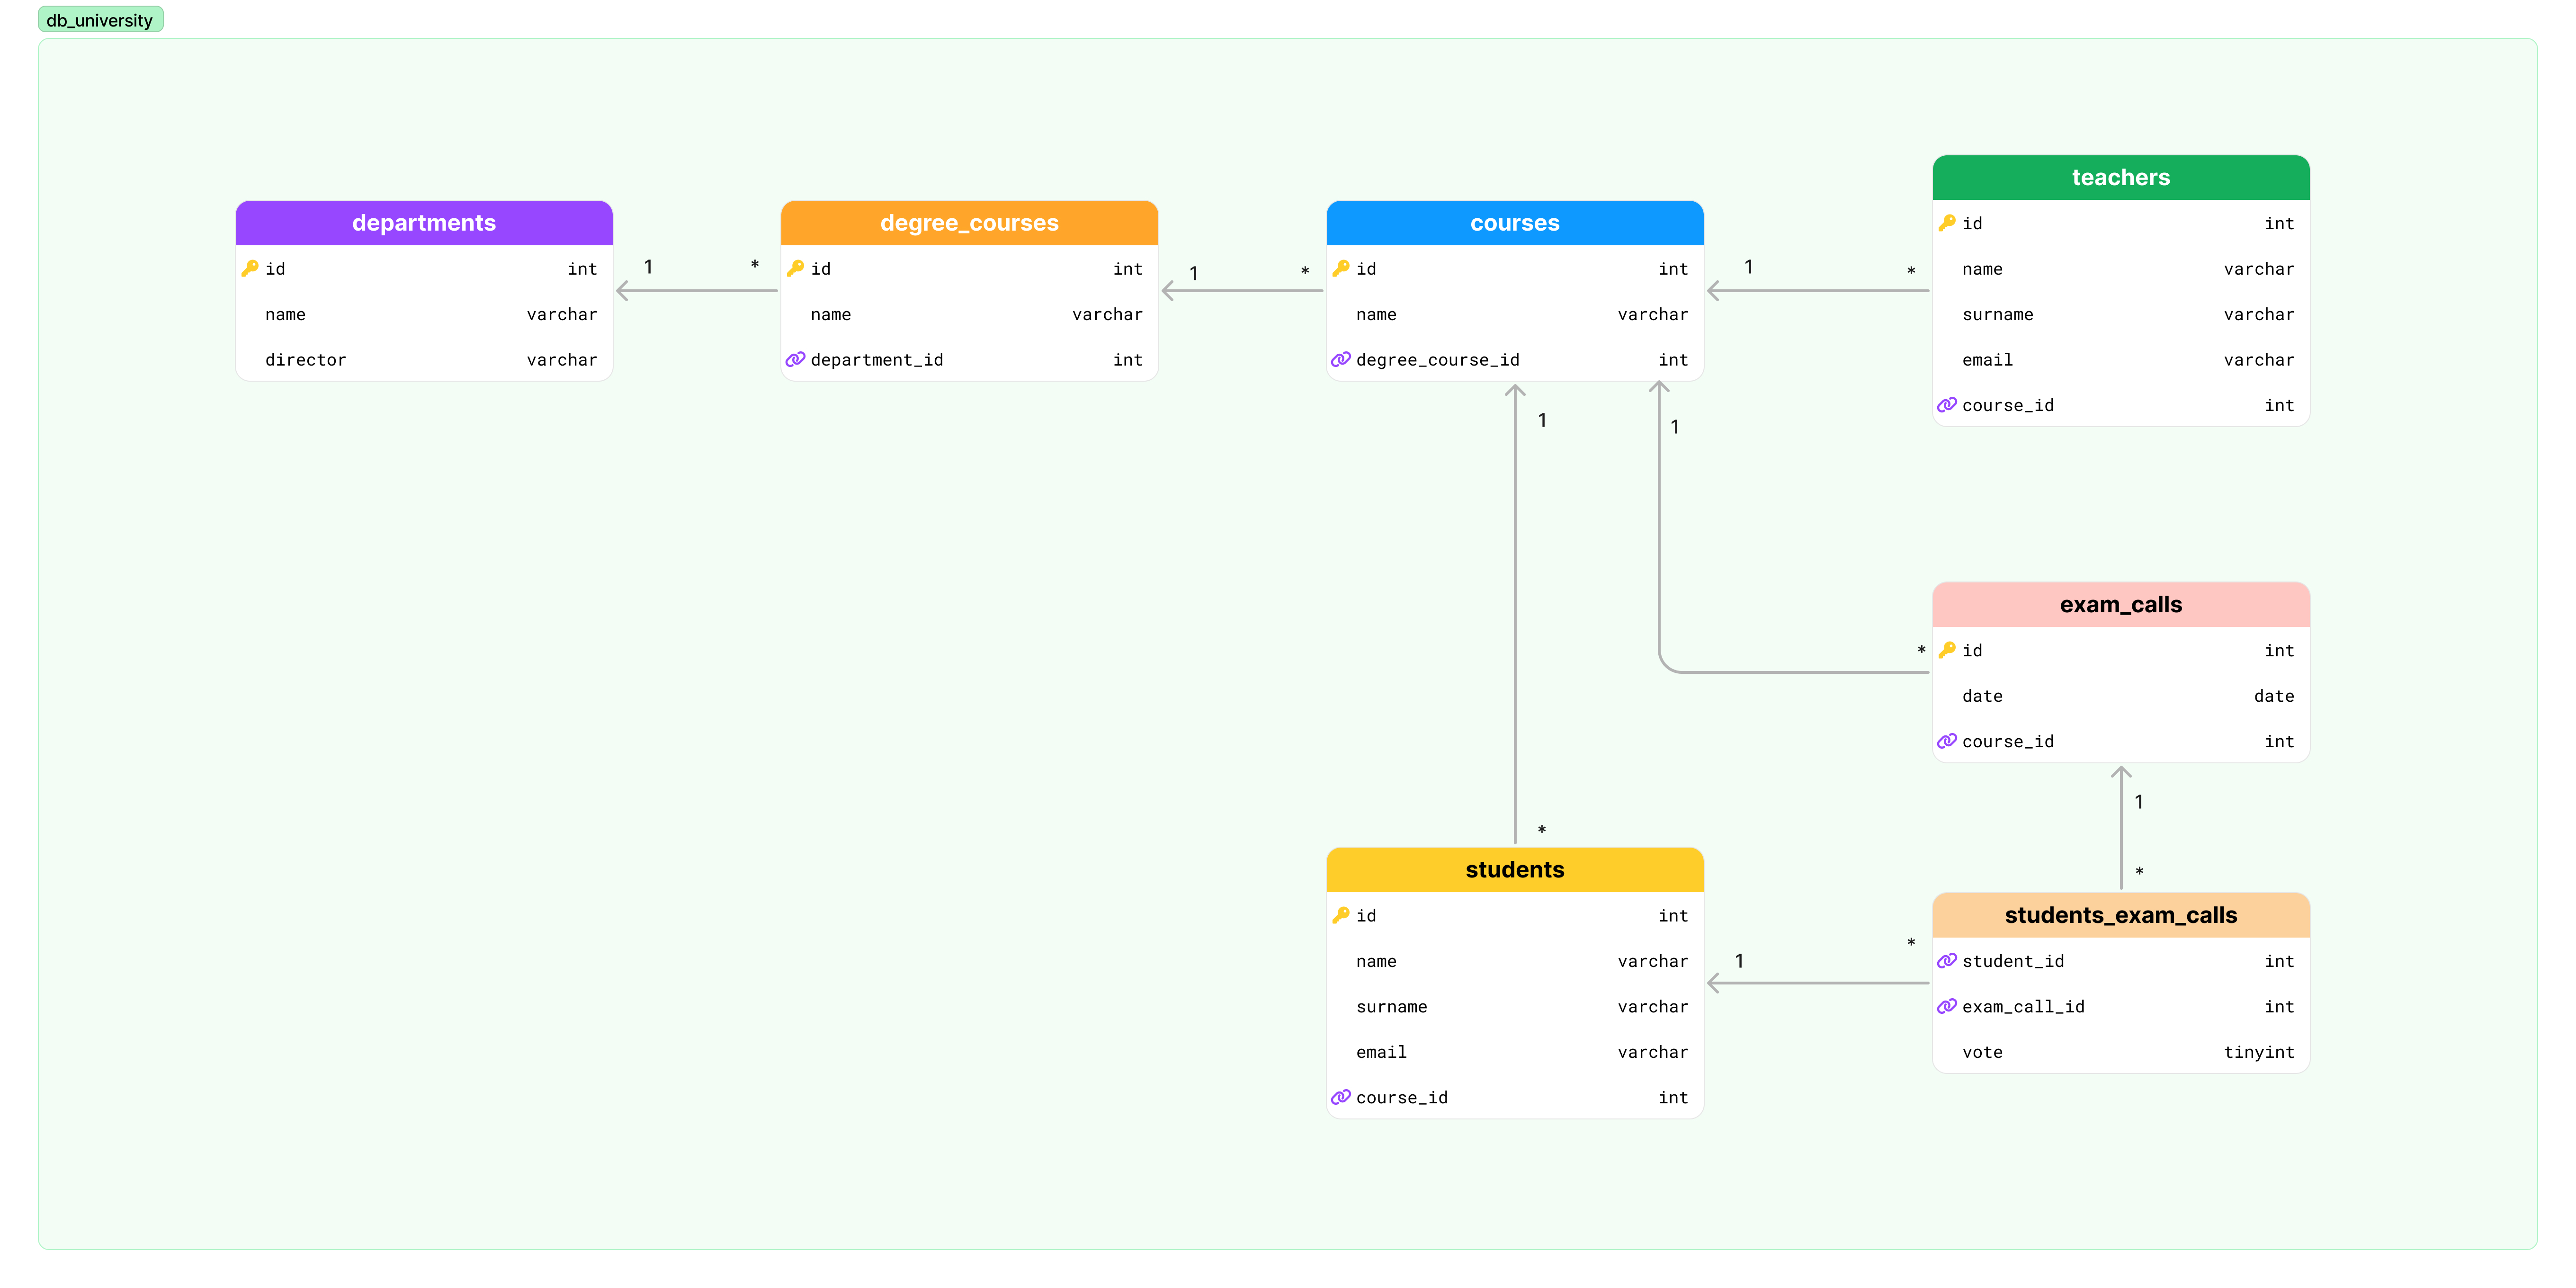 db_university
departments
id int
name varchar
director varchar
1 *
degree_courses
id int
name varchar
department_id int
1 *
courses
id int
name varchar
degree_course_id int
1 *
teachers
id int
name varchar
surname varchar
email varchar
course_id int
1
1
*
exam_calls
id int
date date
course_id int
1
*
*
students
id int
name varchar
surname varchar
email varchar
course_id int
1 *
students_exam_calls
student_id int
exam_call_id int
vote tinyint